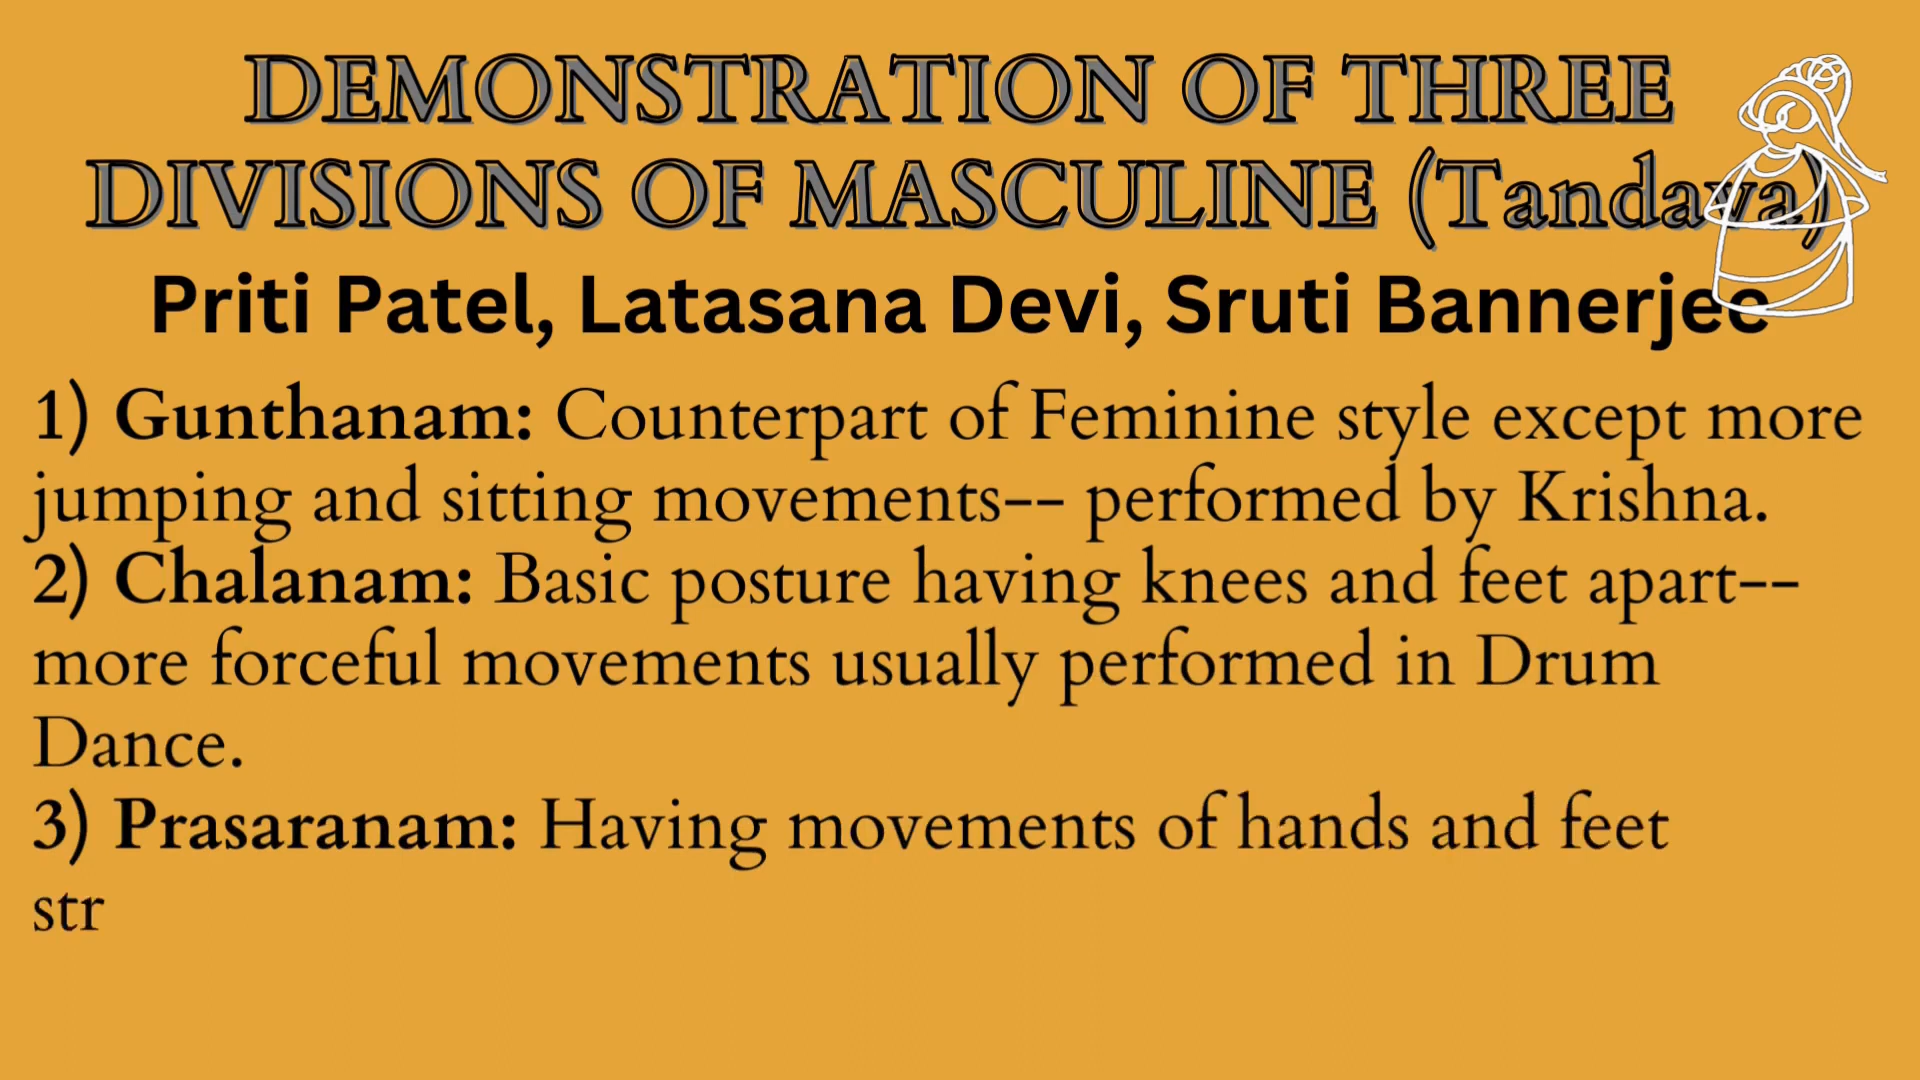 DEMONSTRATION OF THREE
DIVISIONS OF MASCULINE (Tandava)
Priti Patel, Latasana Devi, Sruti Bannerjee
1) Gunthanam: Counterpart of Feminine style except more
jumping and sitting movements-- performed by Krishna.
2) Chalanam: Basic posture having knees and feet apart--
more forceful movements usually performed in Drum
Dance.
3) Prasaranam: Having movements of hands and feet
str